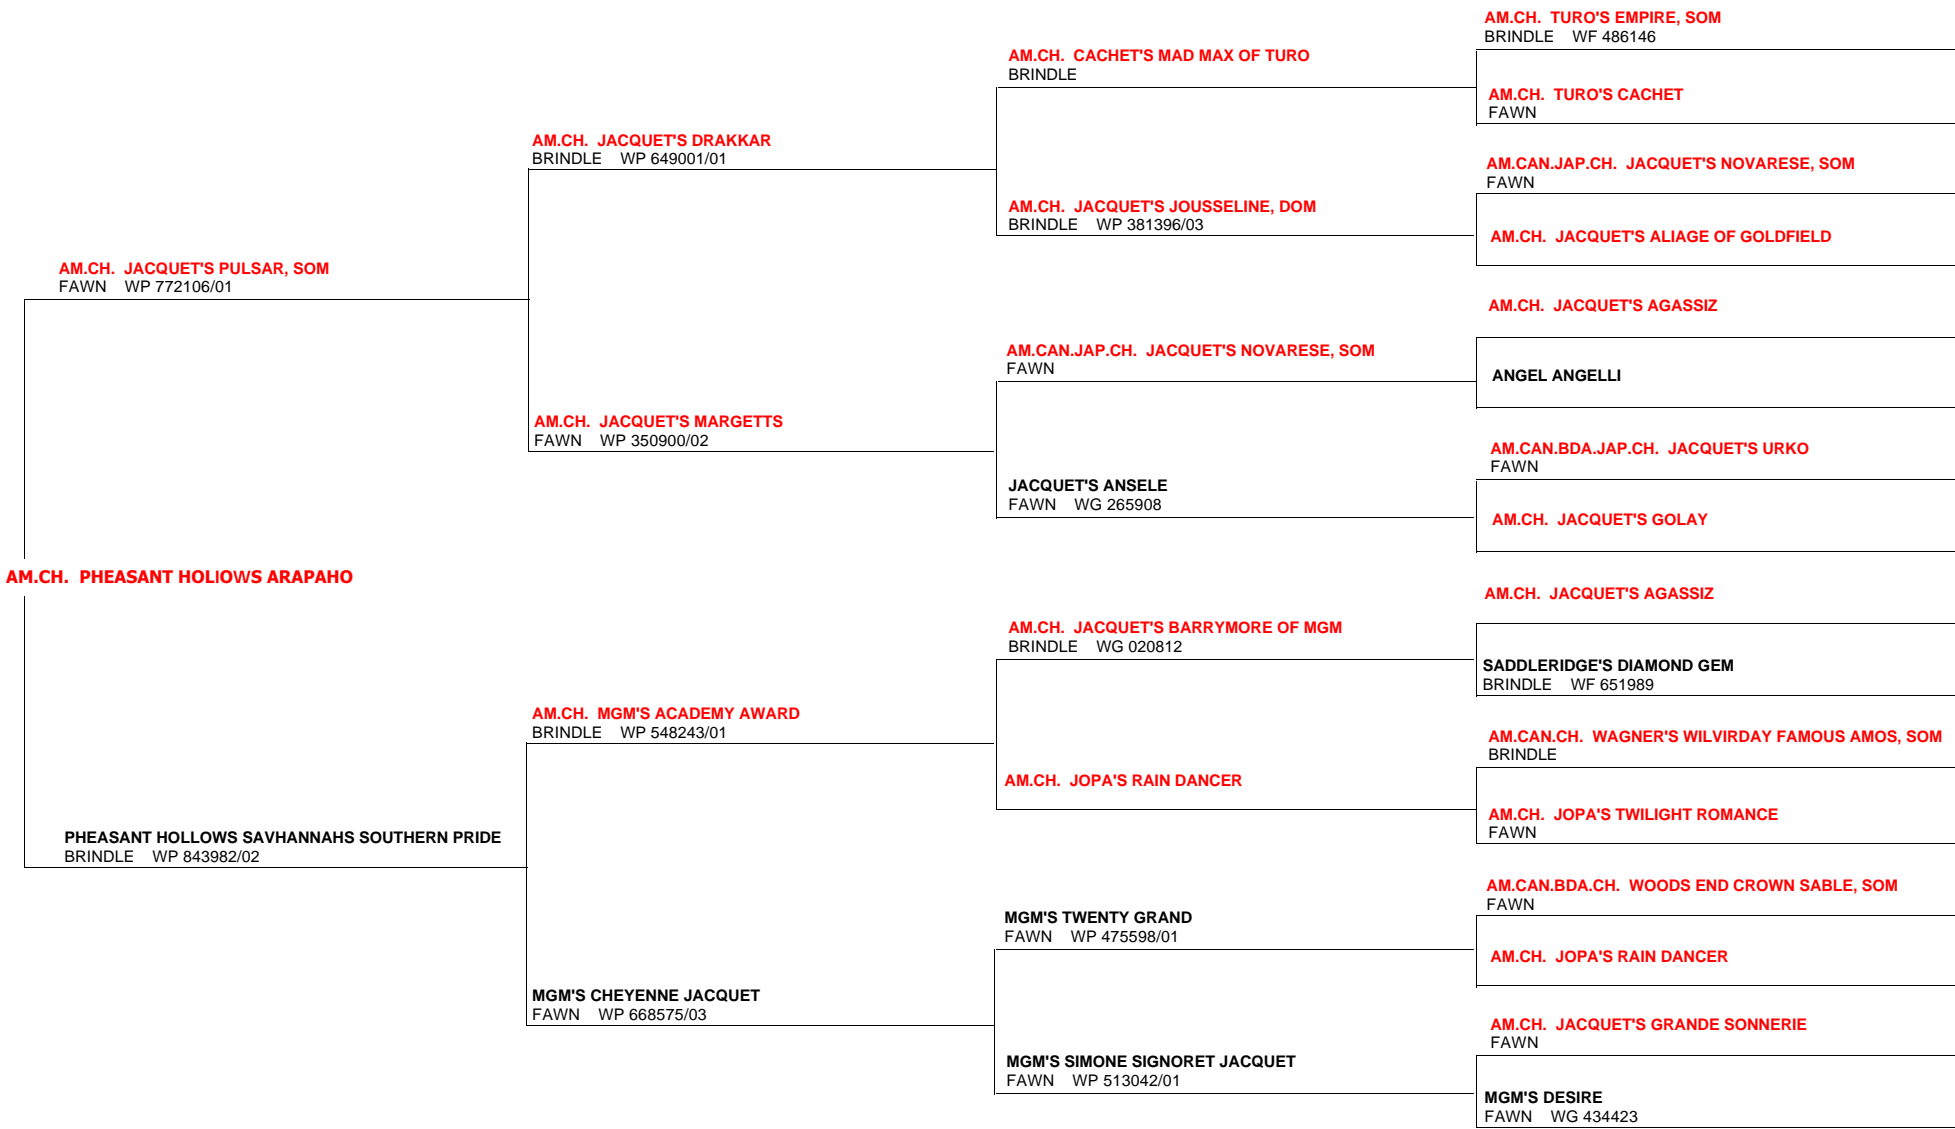 AM.CH.  PHEASANT HOLIOWS ARAPAHO
AM.CH.  JACQUET'S PULSAR, SOM
FAWN    WP 772106/01
PHEASANT HOLLOWS SAVHANNAHS SOUTHERN PRIDE
BRINDLE    WP 843982/02
AM.CH.  JACQUET'S DRAKKAR
BRINDLE    WP 649001/01
AM.CH.  JACQUET'S MARGETTS
FAWN    WP 350900/02
AM.CH.  MGM'S ACADEMY AWARD
BRINDLE    WP 548243/01
MGM'S CHEYENNE JACQUET
FAWN    WP 668575/03
AM.CH.  CACHET'S MAD MAX OF TURO
BRINDLE
AM.CH.  JACQUET'S JOUSSELINE, DOM
BRINDLE    WP 381396/03
AM.CAN.JAP.CH.  JACQUET'S NOVARESE, SOM
FAWN
JACQUET'S ANSELE
FAWN    WG 265908
AM.CH.  JACQUET'S BARRYMORE OF MGM
BRINDLE    WG 020812
AM.CH.  JOPA'S RAIN DANCER
MGM'S TWENTY GRAND
FAWN    WP 475598/01
MGM'S SIMONE SIGNORET JACQUET
FAWN    WP 513042/01
AM.CH.  TURO'S EMPIRE, SOM
BRINDLE    WF 486146
AM.CH.  TURO'S CACHET
FAWN
AM.CAN.JAP.CH.  JACQUET'S NOVARESE, SOM
FAWN
AM.CH.  JACQUET'S ALIAGE OF GOLDFIELD
AM.CH.  JACQUET'S AGASSIZ
ANGEL ANGELLI
AM.CAN.BDA.JAP.CH.  JACQUET'S URKO
FAWN
AM.CH.  JACQUET'S GOLAY
AM.CH.  JACQUET'S AGASSIZ
SADDLERIDGE'S DIAMOND GEM
BRINDLE    WF 651989
AM.CAN.CH.  WAGNER'S WILVIRDAY FAMOUS AMOS, SOM
BRINDLE
AM.CH.  JOPA'S TWILIGHT ROMANCE
FAWN
AM.CAN.BDA.CH.  WOODS END CROWN SABLE, SOM
FAWN
AM.CH.  JOPA'S RAIN DANCER
AM.CH.  JACQUET'S GRANDE SONNERIE
FAWN
MGM'S DESIRE
FAWN    WG 434423